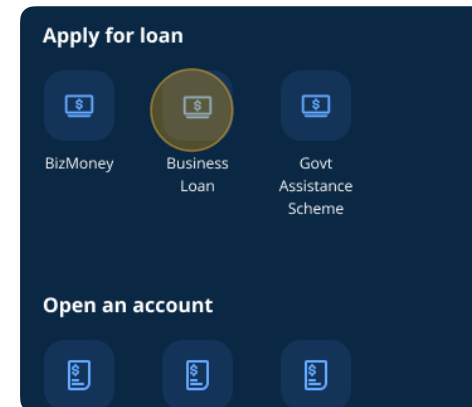 Apply for loan
BizMoney
Business
Loan
Govt
Assistance
Scheme
Open an account